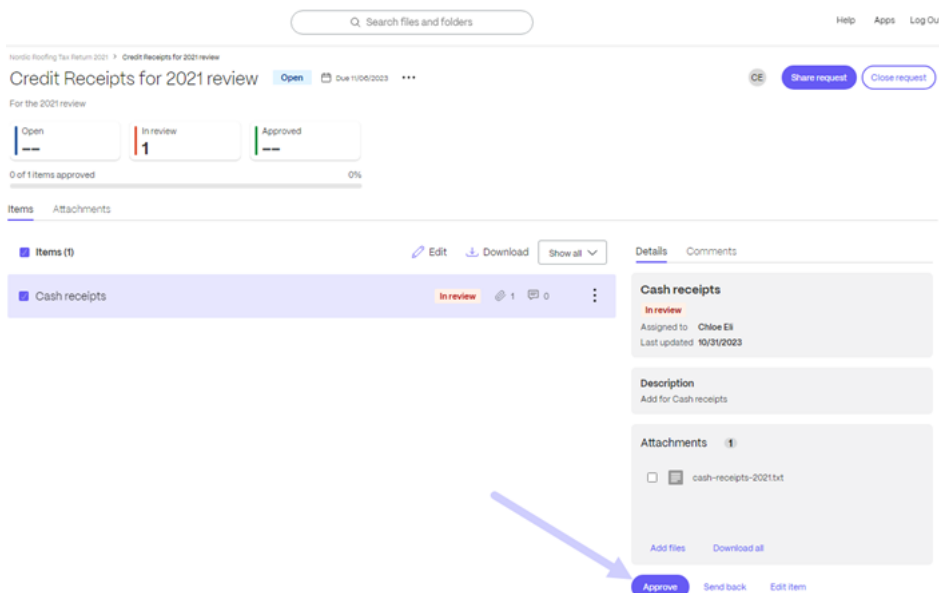 Search files and folders
Help Apps Log Ou
Nordic Roofing Tax Return 2021 > Credit Receipts for 2021 review
Credit Receipts for 2021 review Open Due 11/06/2023 •••
CE Share request Close request
For the 2021 review
Open In review Approved
-- 1 --
0 of 1 items approved 0%
Items Attachments
Items (1) Edit Download Show all
Cash receipts In review 1 0
Details Comments
Cash receipts
In review
Assigned to Chloe Eli
Last updated 10/31/2023
Description
Add for Cash receipts
Attachments 1
cash-receipts-2021.txt
Add files Download all
Approve Send back Edit item